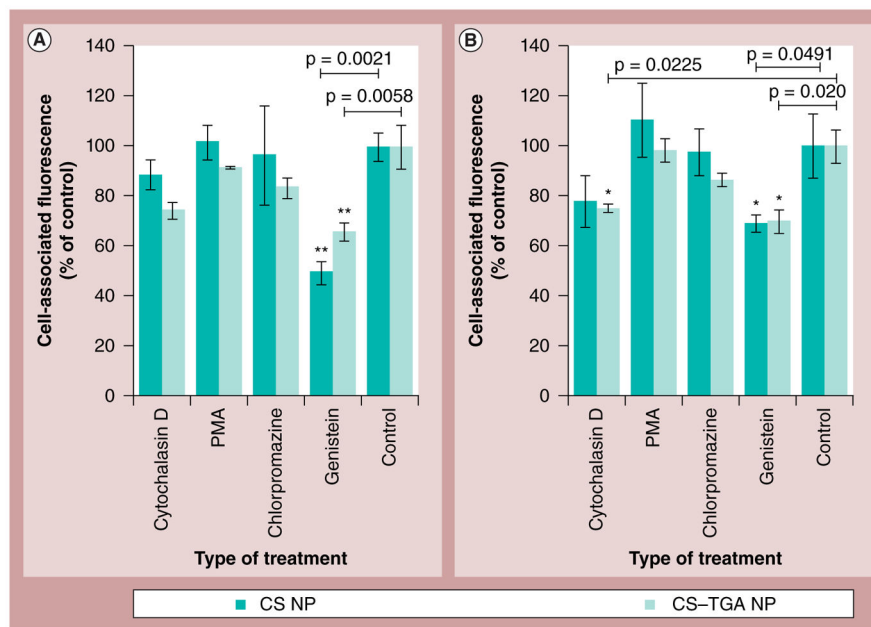 A
140
120
100
80
60
40
20
0
Cell-associated fluorescence
(% of control)
p = 0.0021
p = 0.0058
**
**
Cytochalasin D
PMA
Chlorpromazine
Genistein
Control
Type of treatment
B
140
120
100
80
60
40
20
0
Cell-associated fluorescence
(% of control)
p = 0.0491
p = 0.0225
p = 0.020
*
*
*
Cytochalasin D
PMA
Chlorpromazine
Genistein
Control
Type of treatment
CS NP
CS–TGA NP